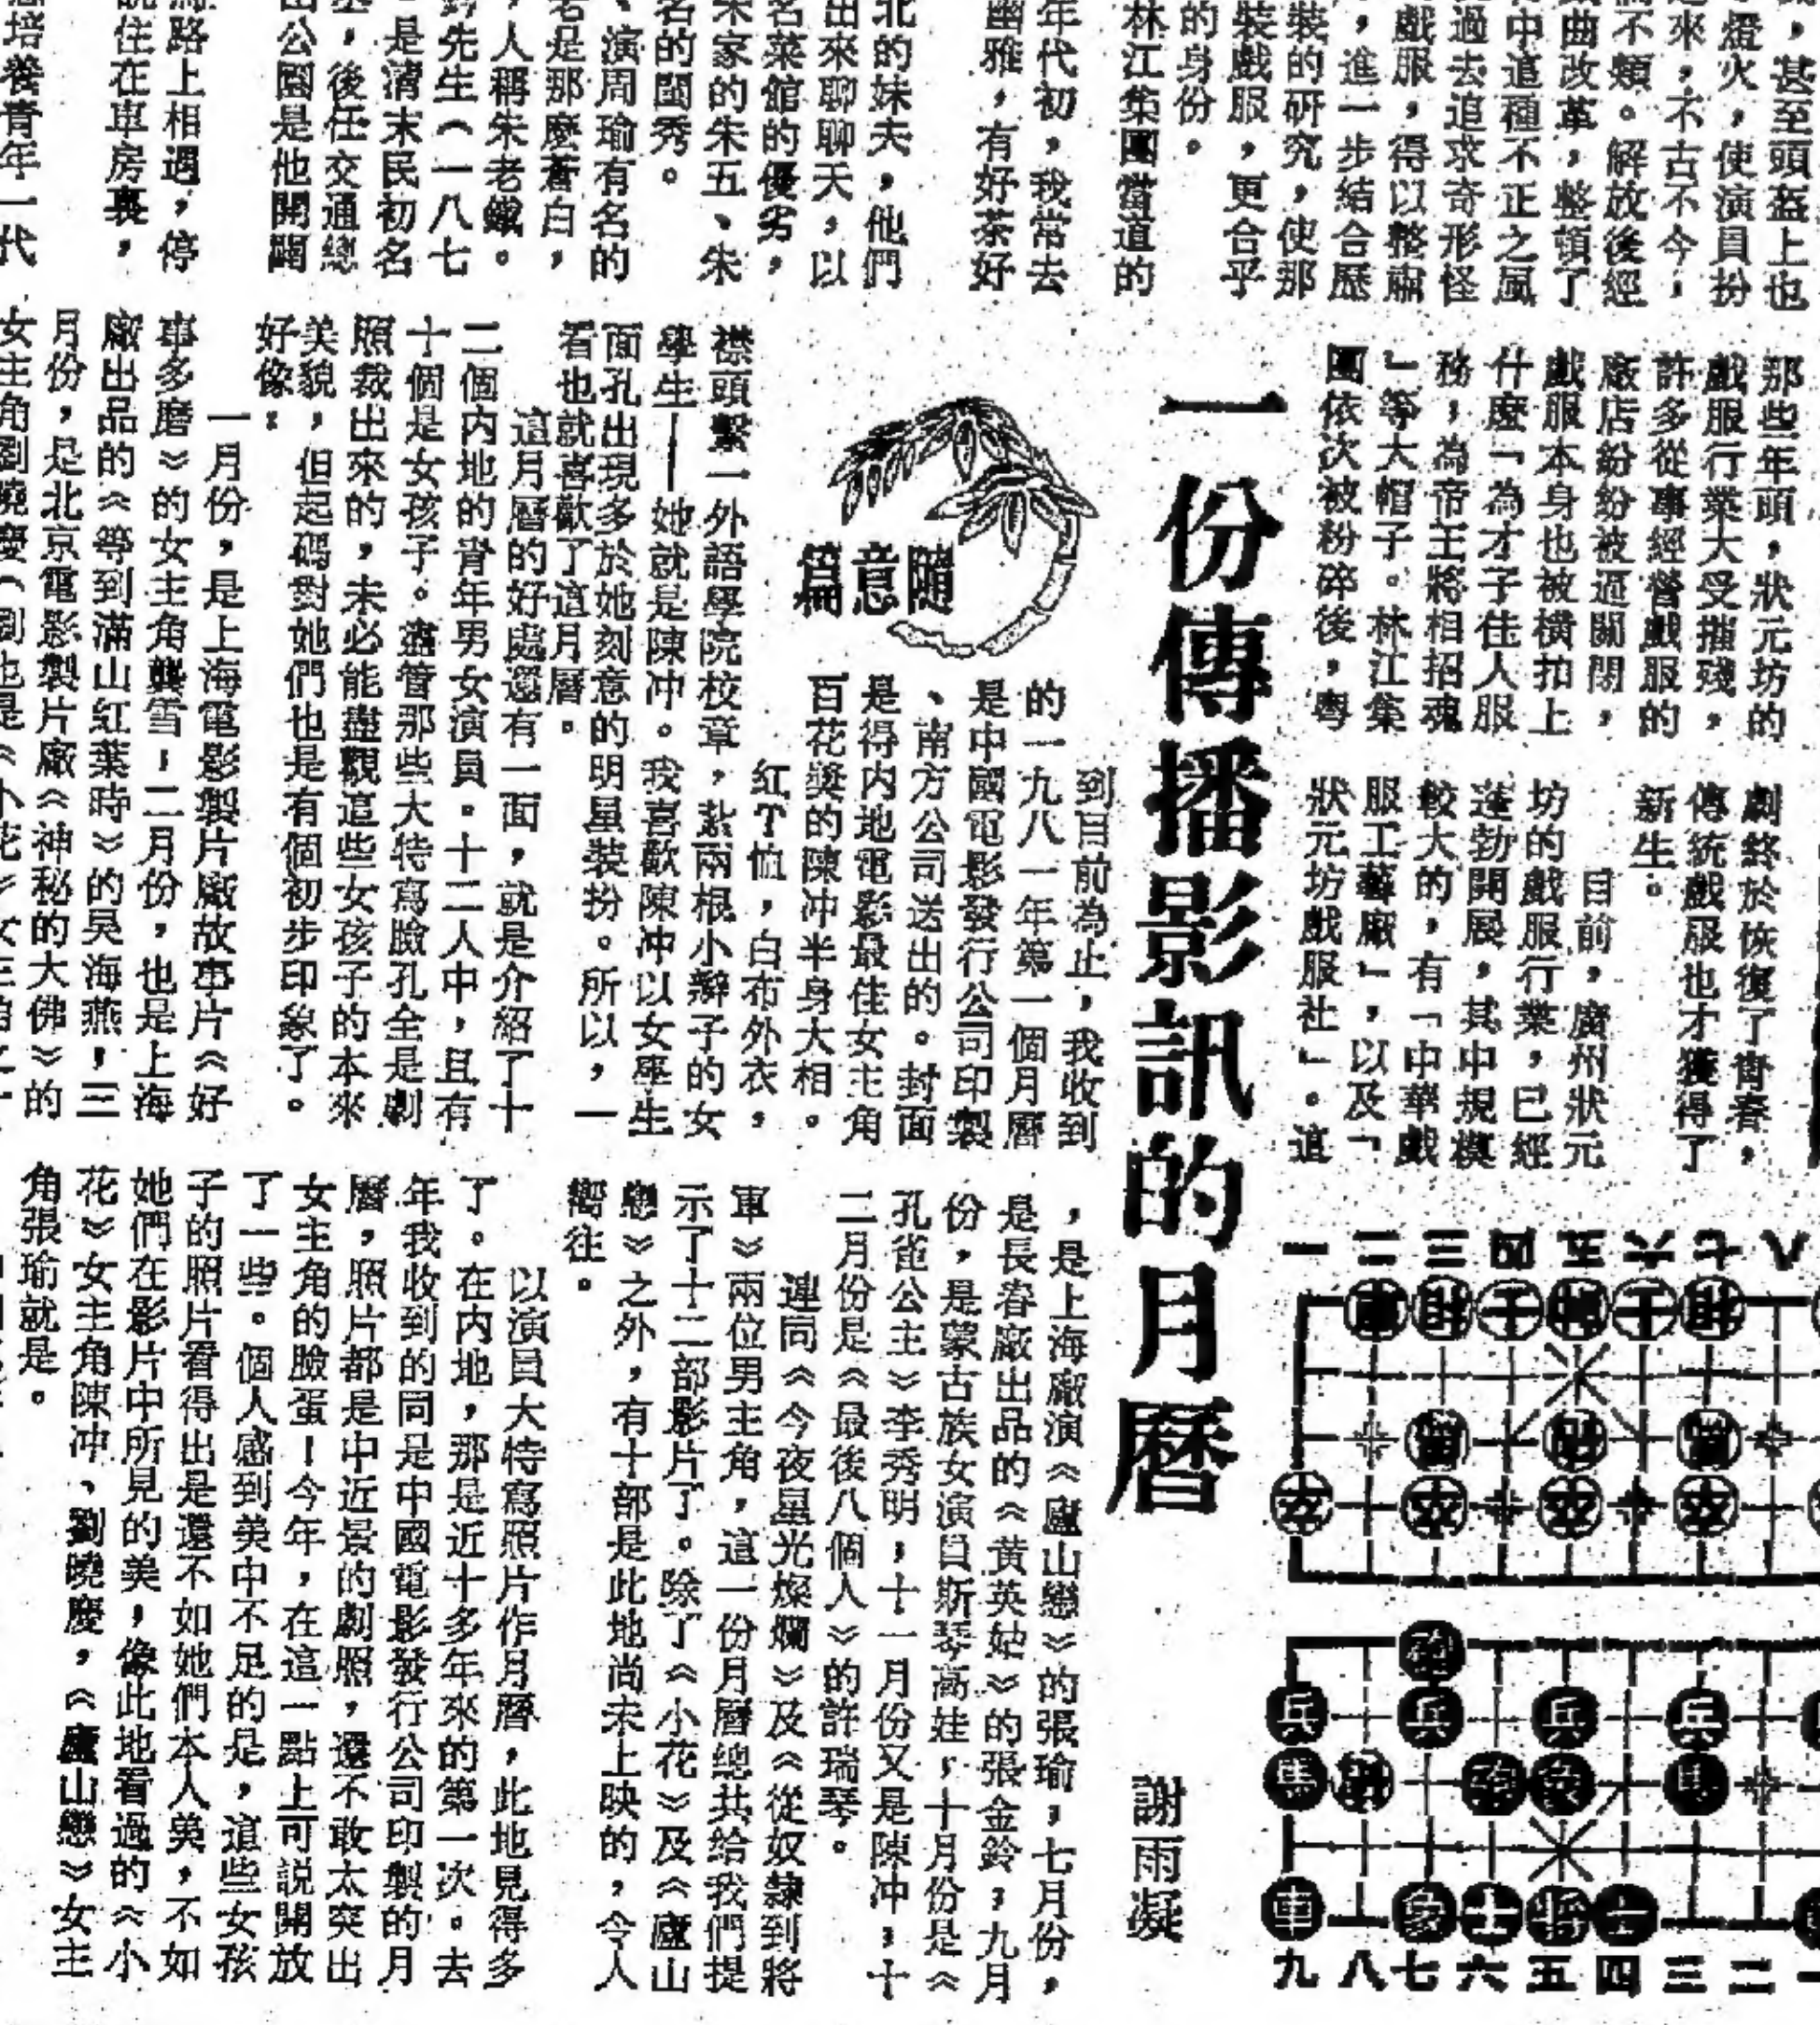 ，甚至頭盔上也
燈火，使演員扮
來，不古不今；
不類。解放後經
曲改革，整頓了
中這種不正之風
過去追求奇形怪
戲服，得以整肅
，進一步結合歷
裝的研究，使那
裝戲服，更合乎
的身份。
林江集團當道的
那些年頭，狀元坊的
戲服行業大受摧殘，
許多從事經營戲服的
廠店紛紛被逼關閉，
戲服本身也被橫扣上
什麼「為才子佳人服
務，為帝王將相招魂
」等大帽子。林江集
團依次被粉碎後，粵
劇終於恢復了青春，
傳統戲服也才獲得了
新生。
目前，廣州狀元
坊的戲服行業，已經
蓬勃開展，其中規模
較大的，有「中華戲
服工藝廠」，以及「
狀元坊戲服社」。這
年代初，我常去
幽雅，有好茶好
北的妹夫，他們
出來聊聊天，以
名菜館的優劣，
朱家的朱五、朱
名的閨秀。
、演周瑜有名的
若是那麼蒼白，
，人稱朱老鐵。
先生（一八七
是清末民初名
，後任交通總
公園是他開闢
路上相遇，停
說住在車房裏，
培養青年一代
一份傳播影訊的月曆
謝雨凝
隨意篇
到目前為止，我收到
的一九八一年第一個月曆
是中國電影發行公司印製
、南方公司送出的。封面
是得內地電影最佳女主角
百花獎的陳冲半身大相。
紅T恤，白布外衣，
襟頭繫一外語學院校章，紮兩根小辮子的女
學生——她就是陳冲。我喜歡陳冲以女學生
面孔出現多於她刻意的明星裝扮。所以，一
看也就喜歡了這月曆。
這月曆的好處還有一面，就是介紹了十
二個內地的青年男女演員。十二人中，且有
十個是女孩子。儘管那些大特寫臉孔全是劇
照裁出來的，未必能盡觀這些女孩子的本來
美貌，但起碼對她們也是有個初步印象了。
好像：
一月份，是上海電影製片廠故事片《好
事多磨》的女主角龔雪；二月份，也是上海
廠出品的《等到滿山紅葉時》的吳海燕，三
月份，是北京電影製片廠《神秘的大佛》的
女主角劉曉慶（劉也是《小花》女主角之一
，是上海廠演《廬山戀》的張瑜；七月份，
是長春廠出品的《黃英姑》的張金鈴；九月
份，是蒙古族女演員斯琴高娃；十月份是《
孔雀公主》李秀明；十一月份又是陳冲；十
二月份是《最後八個人》的許瑞琴。
連同《今夜星光燦爛》及《從奴隸到將
軍》兩位男主角，這一份月曆總共給我們提
示了十二部影片了。除了《小花》及《廬山
戀》之外，有十部是此地尚未上映的，令人
嚮往。
以演員大特寫照片作月曆，此地見得多
了。在內地，那是近十多年來的第一次。去
年我收到的同是中國電影發行公司印製的月
曆，照片都是中近景的劇照，還不敢太突出
女主角的臉蛋！今年，在這一點上可說開放
了一些。個人感到美中不足的是，這些女孩
子的照片看得出是還不如她們本人美，不如
她們在影片中所見的美，像此地看過的《小
花》女主角陳冲、劉曉慶，《廬山戀》女主
角張瑜就是。
一二三四五六七八
九八七六五四三二一